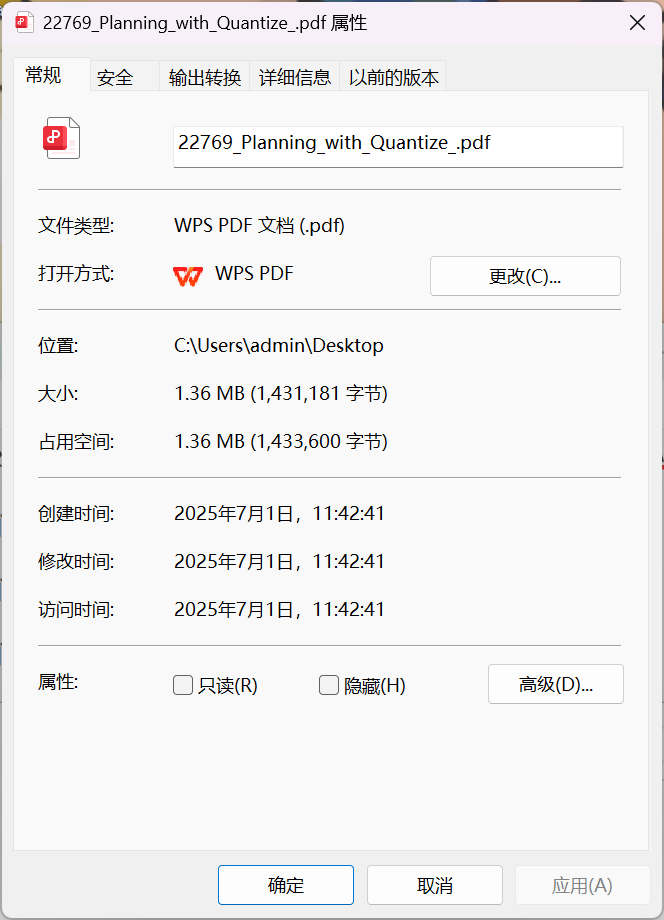 22769_Planning_with_Quantize_.pdf 属性
常规 安全 输出转换 详细信息 以前的版本
22769_Planning_with_Quantize_.pdf
文件类型: WPS PDF 文档 (.pdf)
打开方式: WPS PDF 更改(C)...
位置: C:\Users\admin\Desktop
大小: 1.36 MB (1,431,181 字节)
占用空间: 1.36 MB (1,433,600 字节)
创建时间: 2025年7月1日，11:42:41
修改时间: 2025年7月1日，11:42:41
访问时间: 2025年7月1日，11:42:41
属性: 只读(R) 隐藏(H) 高级(D)...
确定 取消 应用(A)